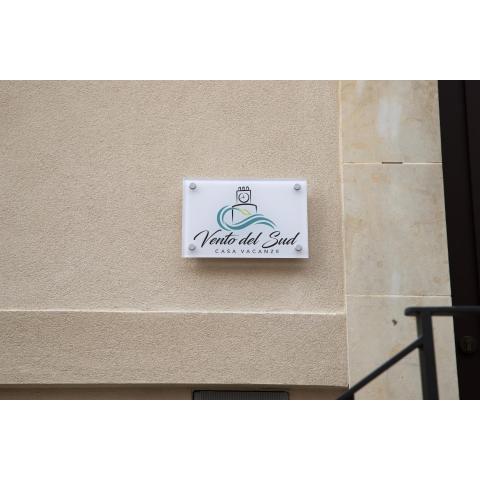 Vento del Sud
CASA VACANZE